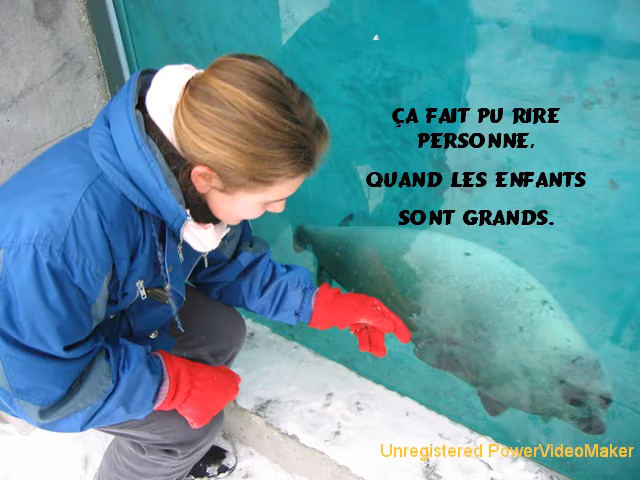 ÇA FAIT PU RIRE
PERSONNE,
QUAND LES ENFANTS
SONT GRANDS.
Unregistered PowerVideoMaker